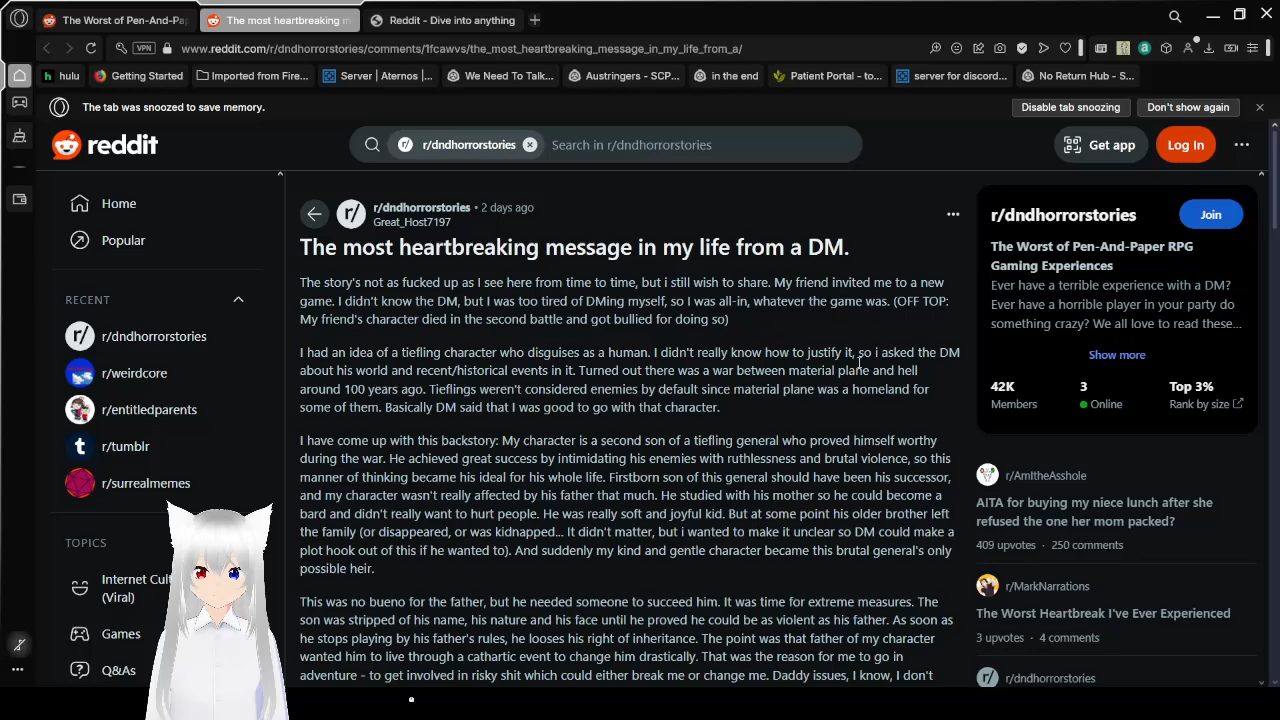 The Worst of Pen-And-Pa
The most heartbreaking m
Reddit - Dive into anything
VPN
www.reddit.com/r/dndhorrorstories/comments/1fcawvs/the_most_heartbreaking_message_in_my_life_from_a/
hulu
Getting Started
Imported from Fire...
Server | Aternos |...
We Need To Talk...
Austringers - SCP...
in the end
Patient Portal - to...
server for discord...
No Return Hub - S...
The tab was snoozed to save memory.
Disable tab snoozing
Don't show again
reddit
r/dndhorrorstories
Search in r/dndhorrorstories
Get app
Log In
Home
Popular
RECENT
r/dndhorrorstories
r/weirdcore
r/entitledparents
r/tumblr
r/surrealmemes
TOPICS
Internet Cul
(Viral)
Games
Q&As
r/dndhorrorstories • 2 days ago
Great_Host7197
The most heartbreaking message in my life from a DM.
The story's not as fucked up as I see here from time to time, but i still wish to share. My friend invited me to a new
game. I didn't know the DM, but I was too tired of DMing myself, so I was all-in, whatever the game was. (OFF TOP:
My friend's character died in the second battle and got bullied for doing so)
I had an idea of a tiefling character who disguises as a human. I didn't really know how to justify it, so i asked the DM
about his world and recent/historical events in it. Turned out there was a war between material plane and hell
around 100 years ago. Tieflings weren't considered enemies by default since material plane was a homeland for
some of them. Basically DM said that I was good to go with that character.
I have come up with this backstory: My character is a second son of a tiefling general who proved himself worthy
during the war. He achieved great success by intimidating his enemies with ruthlessness and brutal violence, so this
manner of thinking became his ideal for his whole life. Firstborn son of this general should have been his successor,
and my character wasn't really affected by his father that much. He studied with his mother so he could become a
bard and didn't really want to hurt people. He was really soft and joyful kid. But at some point his older brother left
the family (or disappeared, or was kidnapped... It didn't matter, but i wanted to make it unclear so DM could make a
plot hook out of this if he wanted to). And suddenly my kind and gentle character became this brutal general's only
possible heir.
This was no bueno for the father, but he needed someone to succeed him. It was time for extreme measures. The
son was stripped of his name, his nature and his face until he proved he could be as violent as his father. As soon as
he stops playing by his father's rules, he looses his right of inheritance. The point was that father of my character
wanted him to live through a cathartic event to change him drastically. That was the reason for me to go in
adventure - to get involved in risky shit which could either break me or change me. Daddy issues, I know, I don't
r/dndhorrorstories
Join
The Worst of Pen-And-Paper RPG
Gaming Experiences
Ever have a terrible experience with a DM?
Ever have a horrible player in your party do
something crazy? We all love to read these...
Show more
42K
Members
3
Online
Top 3%
Rank by size
r/AmItheAsshole
AITA for buying my niece lunch after she
refused the one her mom packed?
409 upvotes • 250 comments
r/MarkNarrations
The Worst Heartbreak I've Ever Experienced
3 upvotes • 4 comments
r/dndhorrorstories